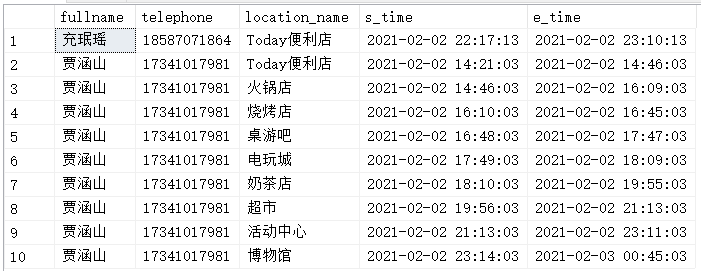 fullname telephone location_name s_time e_time
1 充珉瑶 18587071864 Today便利店 2021-02-02 22:17:13 2021-02-02 23:10:13
2 贾涵山 17341017981 Today便利店 2021-02-02 14:21:03 2021-02-02 14:46:03
3 贾涵山 17341017981 火锅店 2021-02-02 14:46:03 2021-02-02 16:09:03
4 贾涵山 17341017981 烧烤店 2021-02-02 16:10:03 2021-02-02 16:45:03
5 贾涵山 17341017981 桌游吧 2021-02-02 16:48:03 2021-02-02 17:47:03
6 贾涵山 17341017981 电玩城 2021-02-02 17:49:03 2021-02-02 18:09:03
7 贾涵山 17341017981 奶茶店 2021-02-02 18:10:03 2021-02-02 19:55:03
8 贾涵山 17341017981 超市 2021-02-02 19:56:03 2021-02-02 21:13:03
9 贾涵山 17341017981 活动中心 2021-02-02 21:13:03 2021-02-02 23:11:03
10 贾涵山 17341017981 博物馆 2021-02-02 23:14:03 2021-02-03 00:45:03